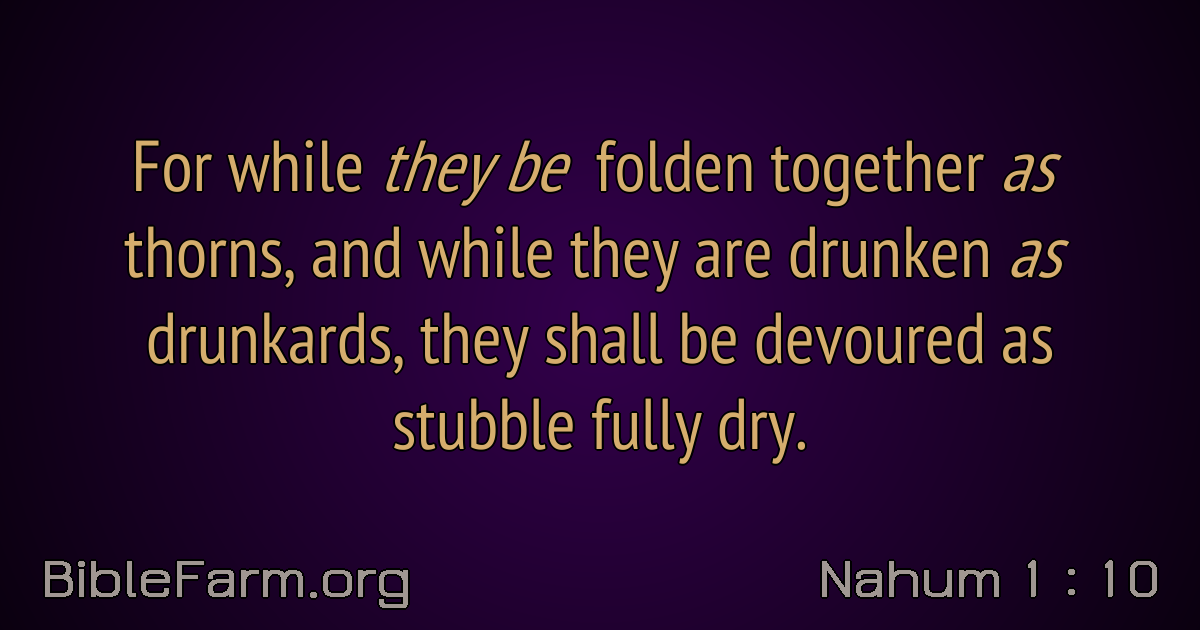 For while they be folden together as
thorns, and while they are drunken as
drunkards, they shall be devoured as
stubble fully dry.
BibleFarm.org
Nahum 1 : 10